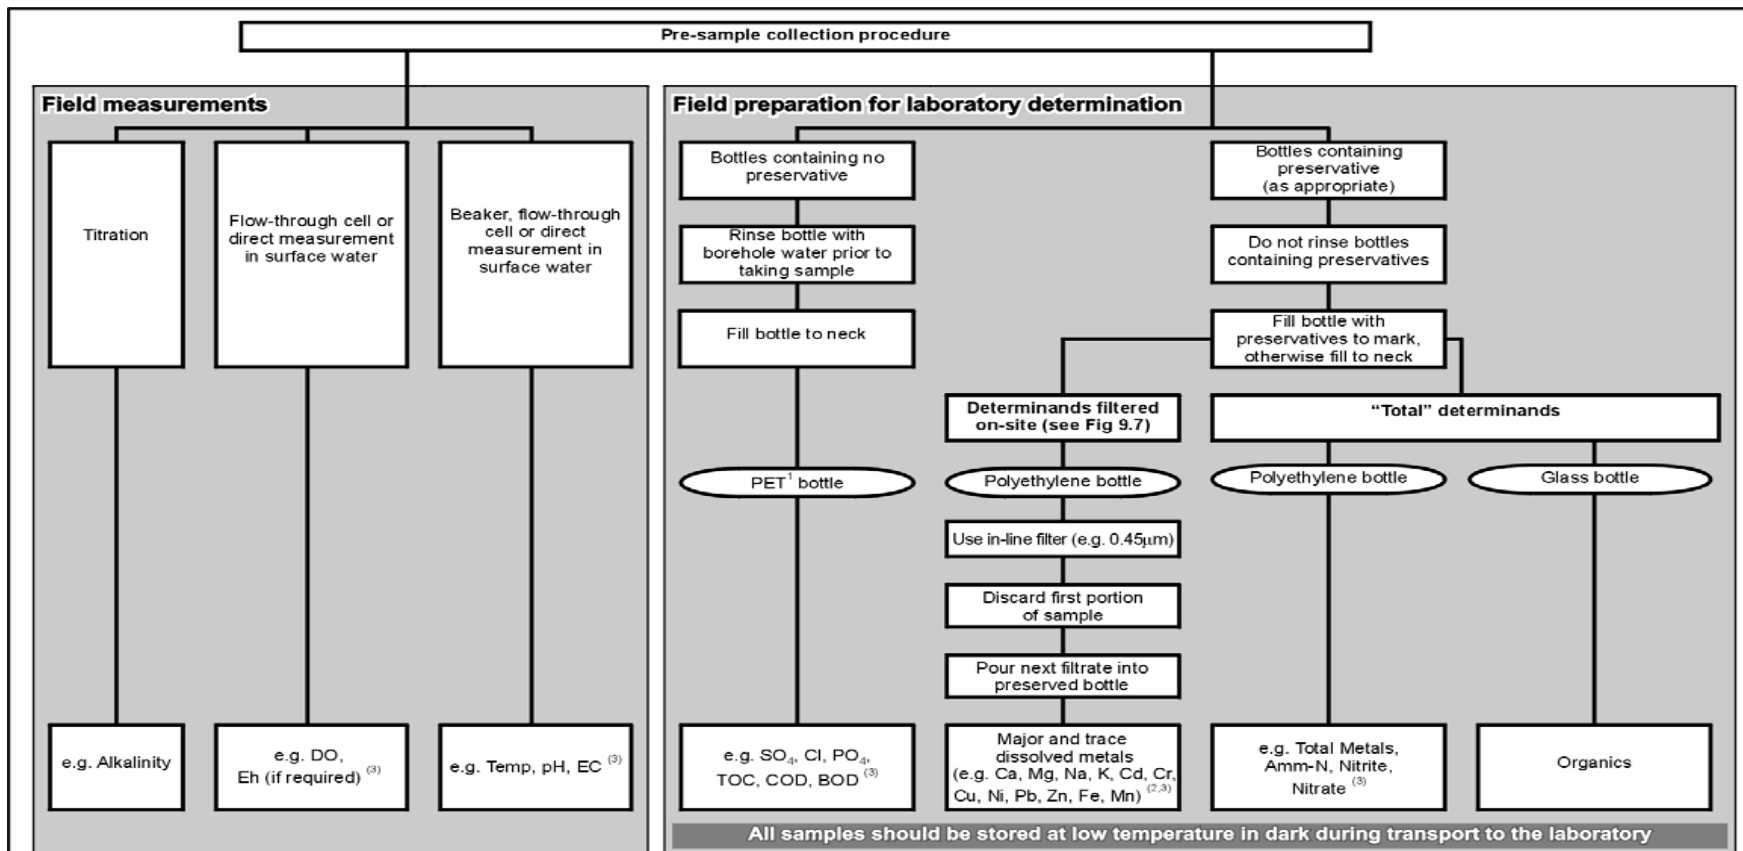 Pre-sample collection procedure
Field measurements
Titration
Flow-through cell or
direct measurement
in surface water
Beaker, flow-through
cell or direct
measurement in
surface water
e.g. Alkalinity
e.g. DO,
Eh (if required) (3)
e.g. Temp, pH, EC (3)
Field preparation for laboratory determination
Bottles containing no
preservative
Rinse bottle with
borehole water prior to
taking sample
Fill bottle to neck
PET¹ bottle
e.g. SO₄, Cl, PO₄,
TOC, COD, BOD (3)
Bottles containing
preservative
(as appropriate)
Do not rinse bottles
containing preservatives
Fill bottle with
preservatives to mark,
otherwise fill to neck
Determinands filtered
on-site (see Fig 9.7)
Polyethylene bottle
Use in-line filter (e.g. 0.45µm)
Discard first portion
of sample
Pour next filtrate into
preserved bottle
Major and trace
dissolved metals
(e.g. Ca, Mg, Na, K, Cd, Cr,
Cu, Ni, Pb, Zn, Fe, Mn) (2,3)
“Total” determinands
Polyethylene bottle
e.g. Total Metals,
Amm-N, Nitrite,
Nitrate (3)
Glass bottle
Organics
All samples should be stored at low temperature in dark during transport to the laboratory